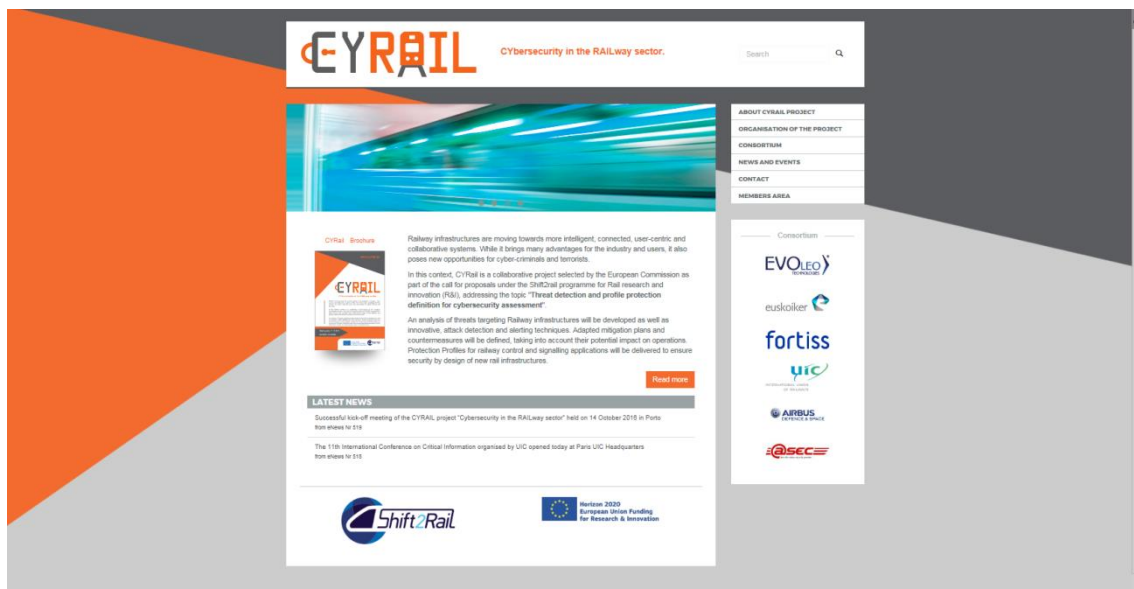 CYRAIL
CYbersecurity in the RAILway sector.
Search
ABOUT CYRAIL PROJECT
ORGANISATION OF THE PROJECT
CONSORTIUM
NEWS AND EVENTS
CONTACT
MEMBERS AREA
CYRail Brochure
CYRAIL
Railway infrastructures are moving towards more intelligent, connected, user-centric and
collaborative systems. While it brings many advantages for the industry and users, it also
poses new opportunities for cyber-criminals and terrorists.
In this context, CYRail is a collaborative project selected by the European Commission as
part of the call for proposals under the Shift2rail programme for Rail research and
innovation (R&I), addressing the topic "Threat detection and profile protection
definition for cybersecurity assessment".
An analysis of threats targeting Railway infrastructures will be developed as well as
innovative, attack detection and alerting techniques. Adapted mitigation plans and
countermeasures will be defined, taking into account their potential impact on operations.
Protection Profiles for railway control and signalling applications will be delivered to ensure
security by design of new rail infrastructures.
Read more
LATEST NEWS
Successful kick-off meeting of the CYRAIL project "Cybersecurity in the RAILway sector" held on 14 October 2016 in Porto
from eNews Nr 519
The 11th International Conference on Critical Information organised by UIC opened today at Paris UIC Headquarters
from eNews Nr 518
Shift2Rail
Horizon 2020
European Union Funding
for Research & Innovation
Consortium
EVOLEO
TECHNOLOGIES
euskoiker
fortiss
uic
INTERNATIONAL UNION
OF RAILWAYS
AIRBUS
DEFENCE & SPACE
@sec